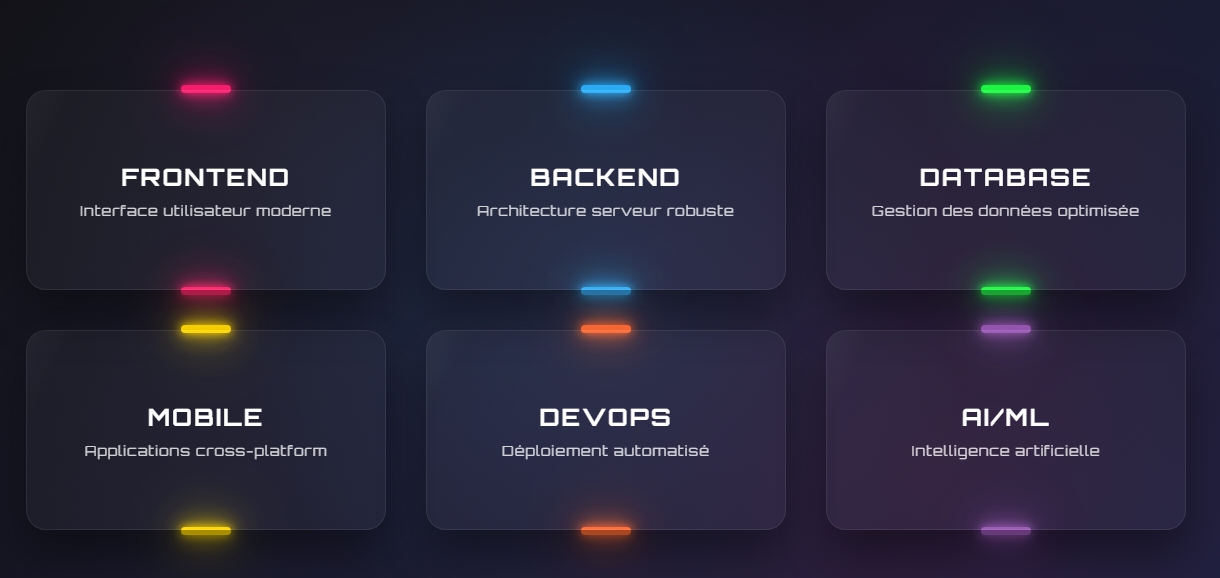 FRONTEND
Interface utilisateur moderne
BACKEND
Architecture serveur robuste
DATABASE
Gestion des données optimisée
MOBILE
Applications cross-platform
DEVOPS
Déploiement automatisé
AI/ML
Intelligence artificielle